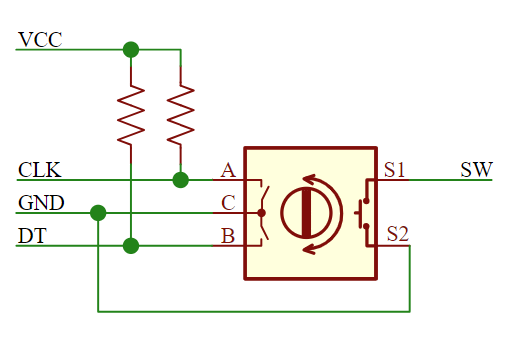 VCC
CLK A S1 SW
GND C
DT B S2